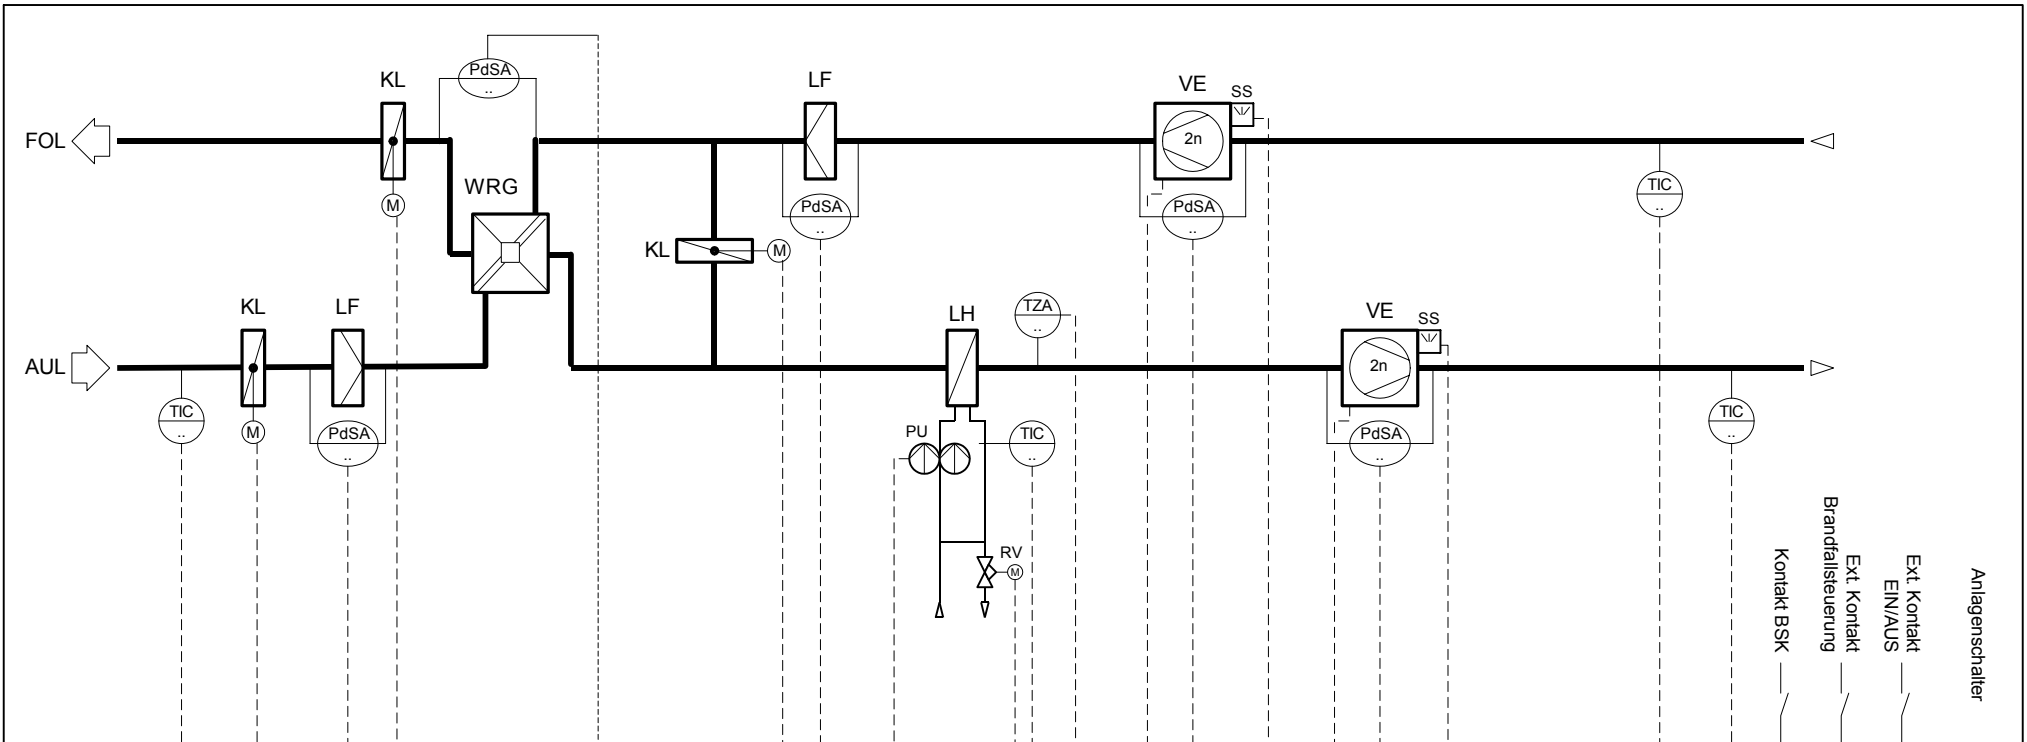 PdSA
..
KL
LF
VE
SS
FOL
2n
M
WRG
PdSA
..
PdSA
..
TIC
..
KL
M
KL
LF
LH
TZA
..
VE
SS
AUL
2n
TIC
..
M
PdSA
..
PU
TIC
..
PdSA
..
TIC
..
RV
M
Kontakt BSK
Ext. Kontakt
Brandfallsteuerung
Ext. Kontakt
EIN/AUS
Anlagenschalter